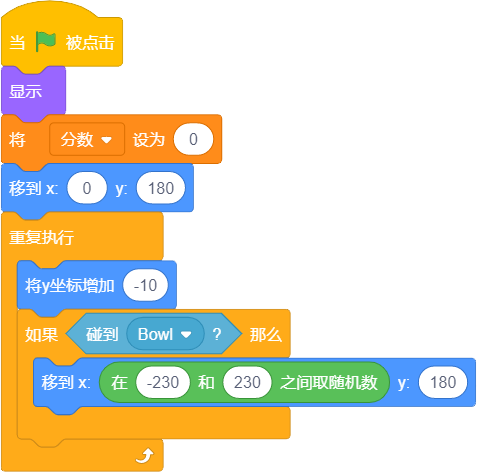 当 被点击
显示
将 分数 设为 0
移到 x: 0 y: 180
重复执行
将y坐标增加 -10
如果 碰到 Bowl ? 那么
移到 x: 在 -230 和 230 之间取随机数 y: 180